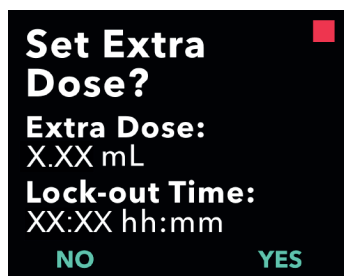 Set Extra
Dose?
Extra Dose:
X.XX mL
Lock-out Time:
XX:XX hh:mm
NO YES